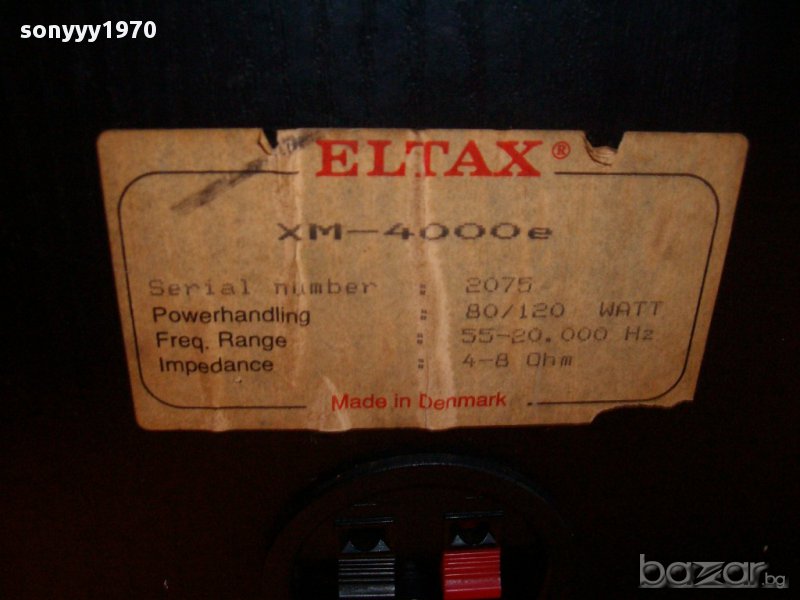 sonyyy1970
ELTAX®
XM-4000e
Serial number : 2075
Powerhandling : 80/120 WATT
Freq. Range : 55-20.000 Hz
Impedance : 4-8 Ohm
Made in Denmark
bazar.bg